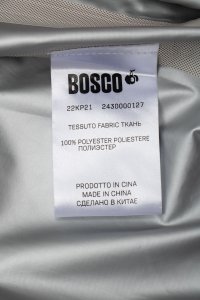 BOSCO
22KP21 2430000127
TESSUTO FABRIC ТКАНЬ
100% POLYESTER POLIESTERE
ПОЛИЭСТЕР
PRODOTTO IN CINA
MADE IN CHINA
СДЕЛАНО В КИТАЕ